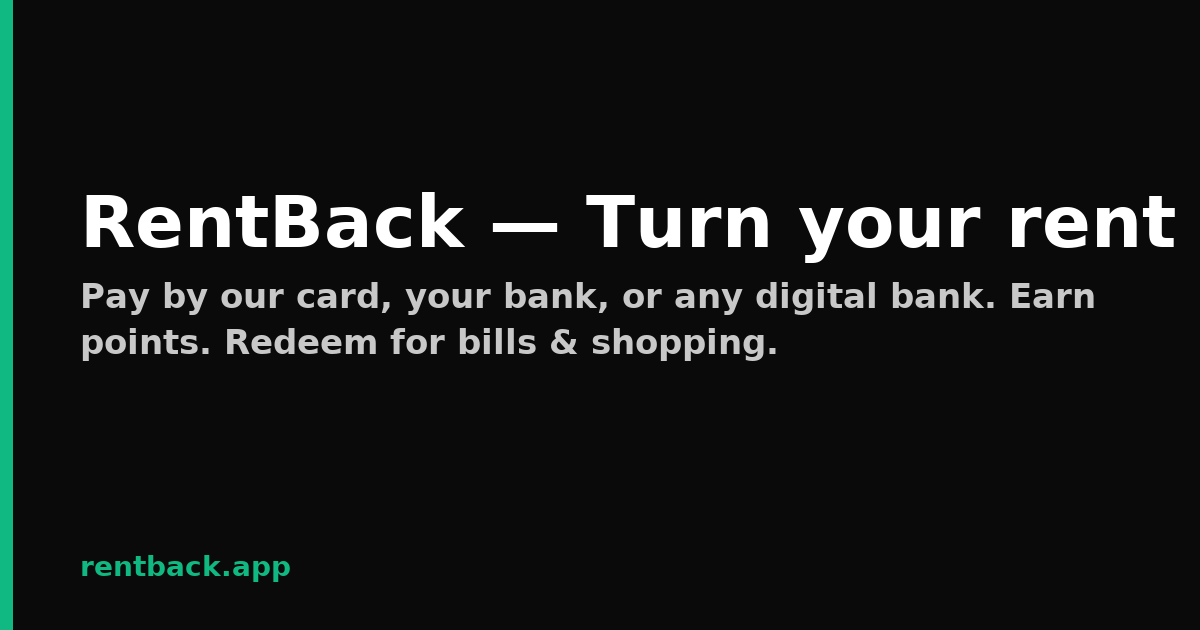 RentBack — Turn your rent
Pay by our card, your bank, or any digital bank. Earn
points. Redeem for bills & shopping.
rentback.app